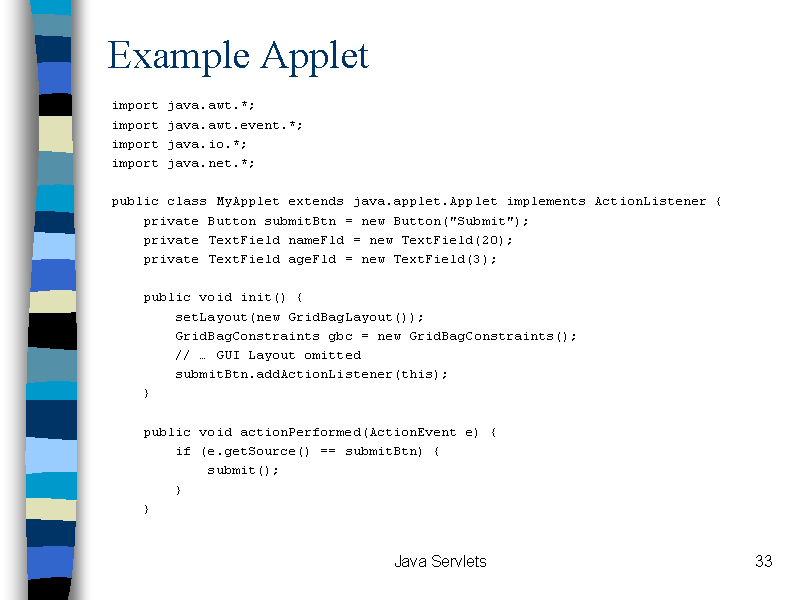 Example Applet
import java.awt.*;
import java.awt.event.*;
import java.io.*;
import java.net.*;
public class MyApplet extends java.applet.Applet implements ActionListener {
private Button submitBtn = new Button("Submit");
private TextField nameFld = new TextField(20);
private TextField ageFld = new TextField(3);
public void init() {
setLayout(new GridBagLayout());
GridBagConstraints gbc = new GridBagConstraints();
// … GUI Layout omitted
submitBtn.addActionListener(this);
}
public void actionPerformed(ActionEvent e) {
if (e.getSource() == submitBtn) {
submit();
}
}
Java Servlets
33